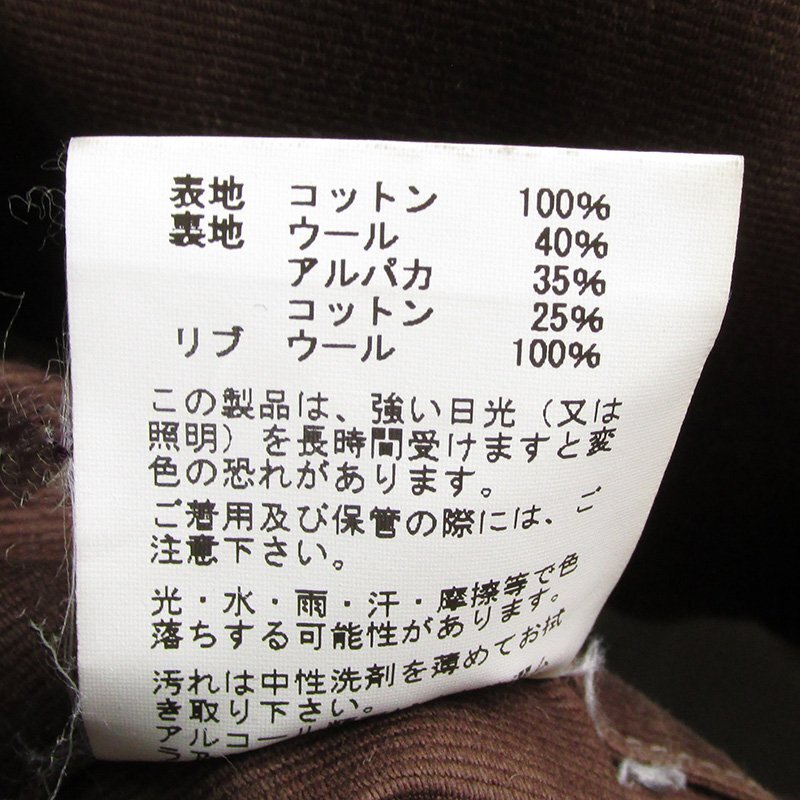 表地 コットン 100%
裏地 ウール 40%
アルパカ 35%
コットン 25%
リブ ウール 100%
この製品は、強い日光（又は
照明）を長時間受けますと変
色の恐れがあります。
ご着用及び保管の際には、ご
注意下さい。
光・水・雨・汗・摩擦等で色
落ちする可能性があります。
汚れは中性洗剤を薄めてお拭
き取り下さい。
アルコール